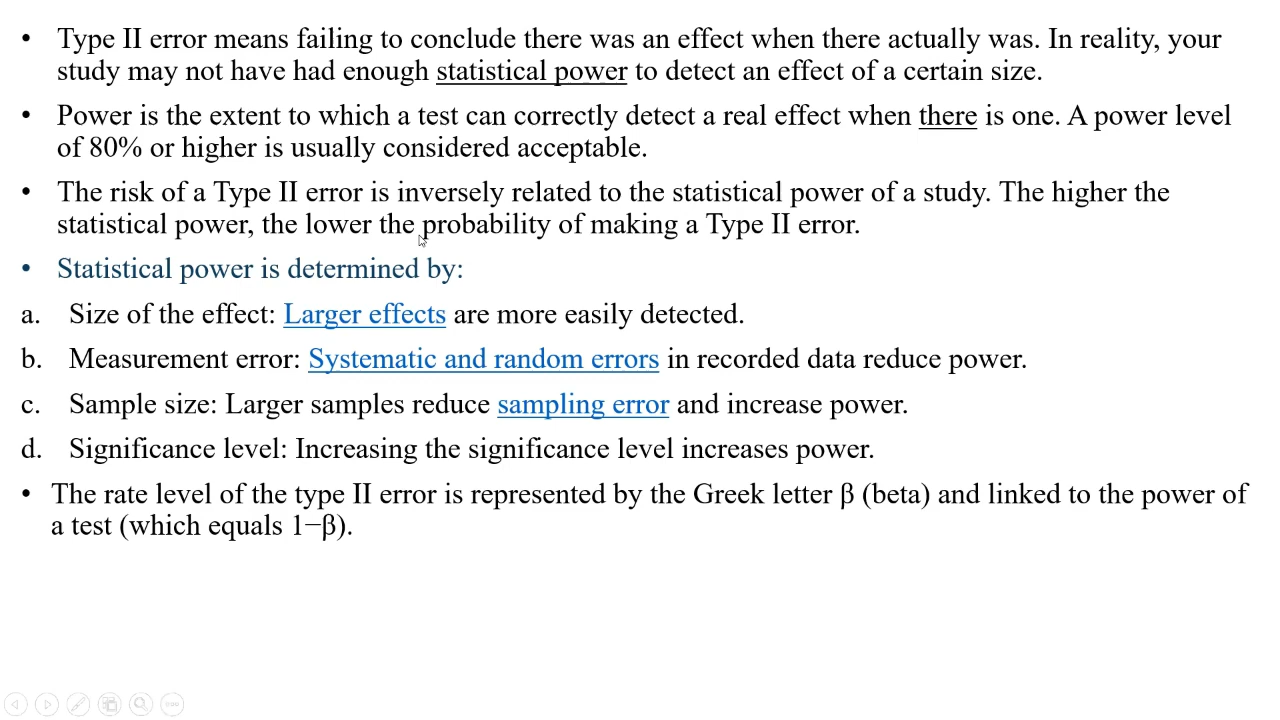 • Type II error means failing to conclude there was an effect when there actually was. In reality, your
study may not have had enough statistical power to detect an effect of a certain size.
• Power is the extent to which a test can correctly detect a real effect when there is one. A power level
of 80% or higher is usually considered acceptable.
• The risk of a Type II error is inversely related to the statistical power of a study. The higher the
statistical power, the lower the probability of making a Type II error.
• Statistical power is determined by:
a. Size of the effect: Larger effects are more easily detected.
b. Measurement error: Systematic and random errors in recorded data reduce power.
c. Sample size: Larger samples reduce sampling error and increase power.
d. Significance level: Increasing the significance level increases power.
• The rate level of the type II error is represented by the Greek letter β (beta) and linked to the power of
a test (which equals 1−β).